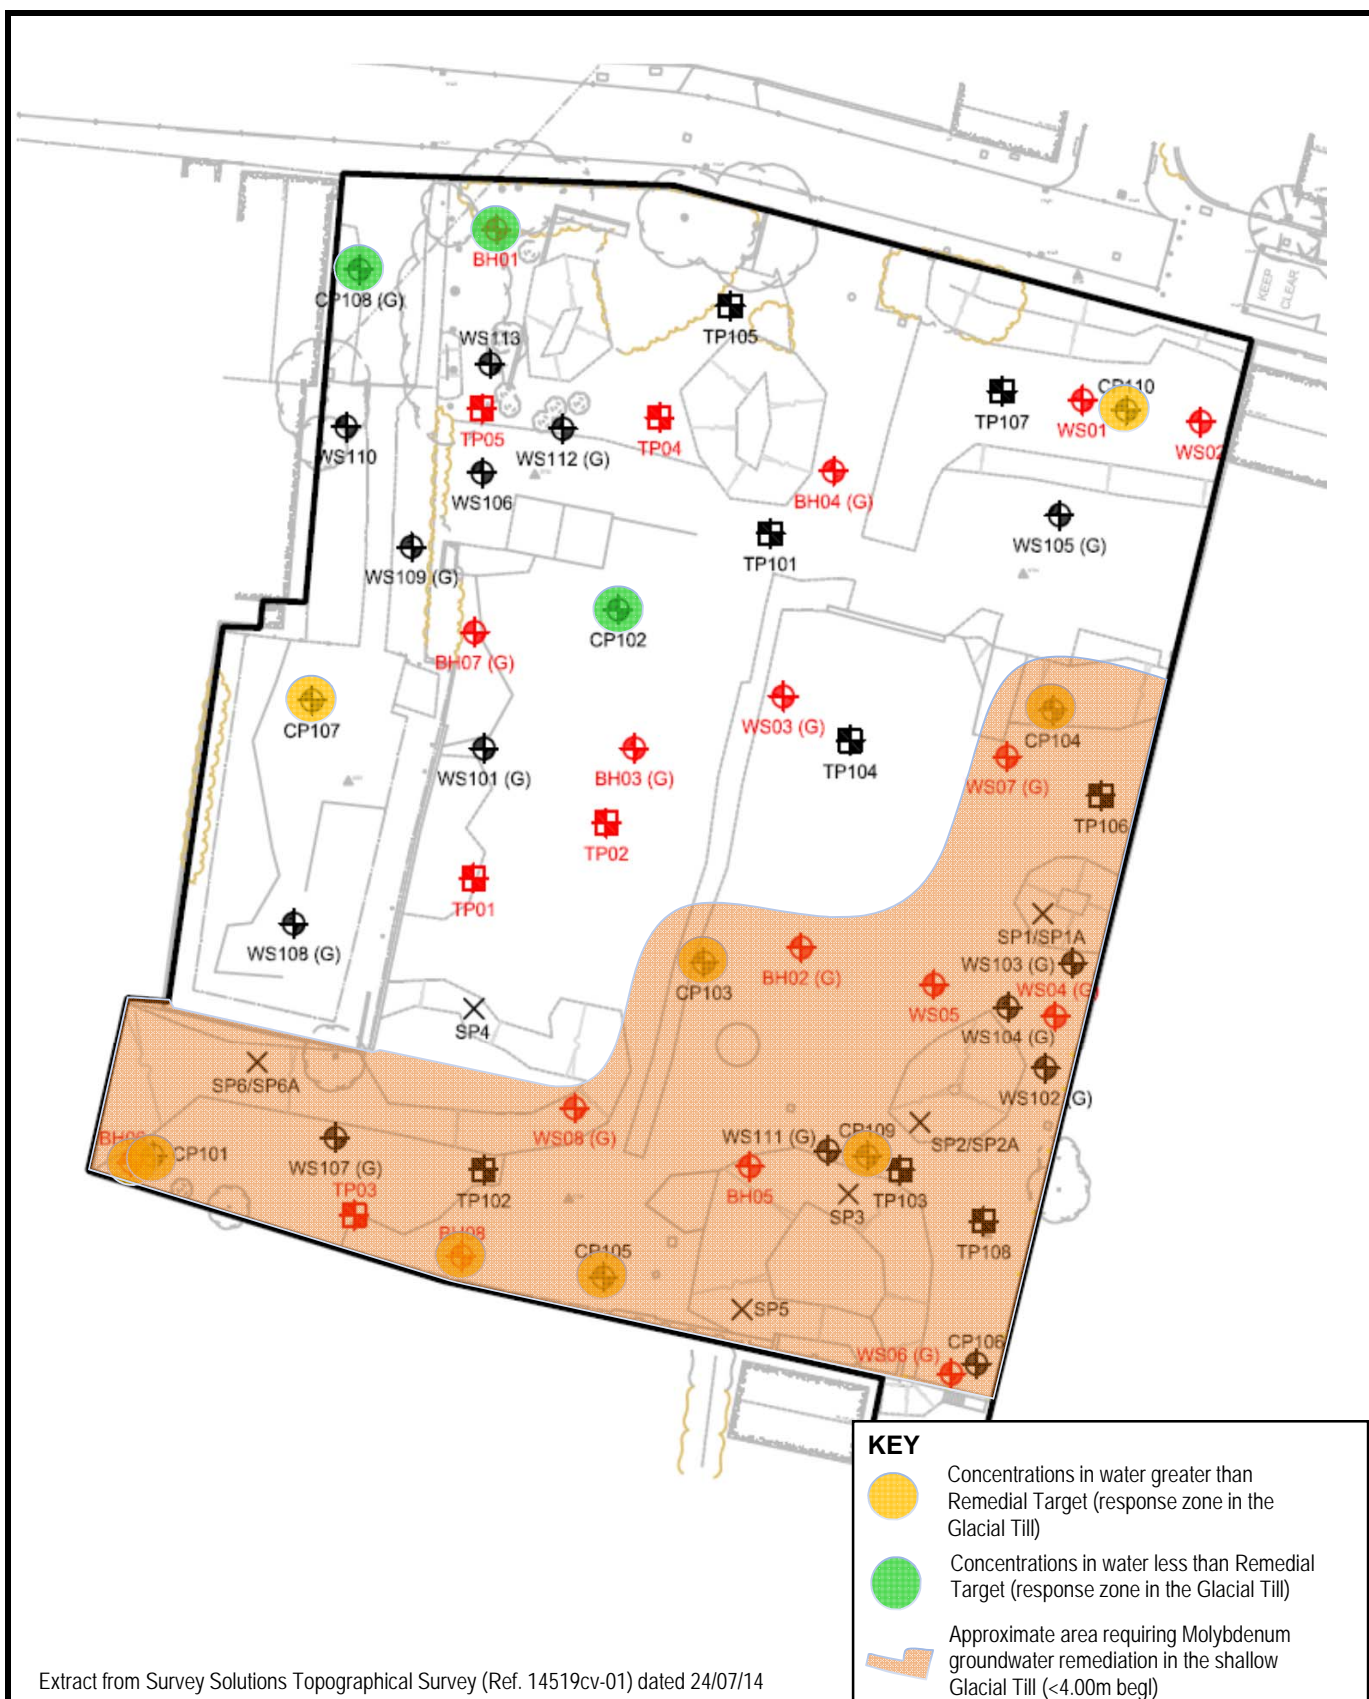 KEEP
CLEAR
BH01
CP108 (G)
TP105
WS113
TP107
CP110
WS01
WS02
TP05
TP04
WS110
WS112 (G)
WS106
BH04 (G)
WS105 (G)
TP101
WS109 (G)
CP102
BH07 (G)
CP107
WS03 (G)
CP104
WS101 (G)
BH03 (G)
TP104
WS07 (G)
TP106
TP02
TP01
WS108 (G)
SP1/SP1A
WS103 (G)
CP103
BH02 (G)
WS04 (G)
WS05
SP4
WS104 (G)
SP6/SP6A
WS102 (G)
WS08 (G)
CP101
WS107 (G)
WS111 (G)
CP109
SP2/SP2A
TP03
TP102
BH05
SP3
TP103
BH08
CP105
TP108
SP5
CP106
WS06 (G)
KEY
Concentrations in water greater than
Remedial Target (response zone in the
Glacial Till)
Concentrations in water less than Remedial
Target (response zone in the Glacial Till)
Approximate area requiring Molybdenum
groundwater remediation in the shallow
Glacial Till (<4.00m begl)
Extract from Survey Solutions Topographical Survey (Ref. 14519cv-01) dated 24/07/14